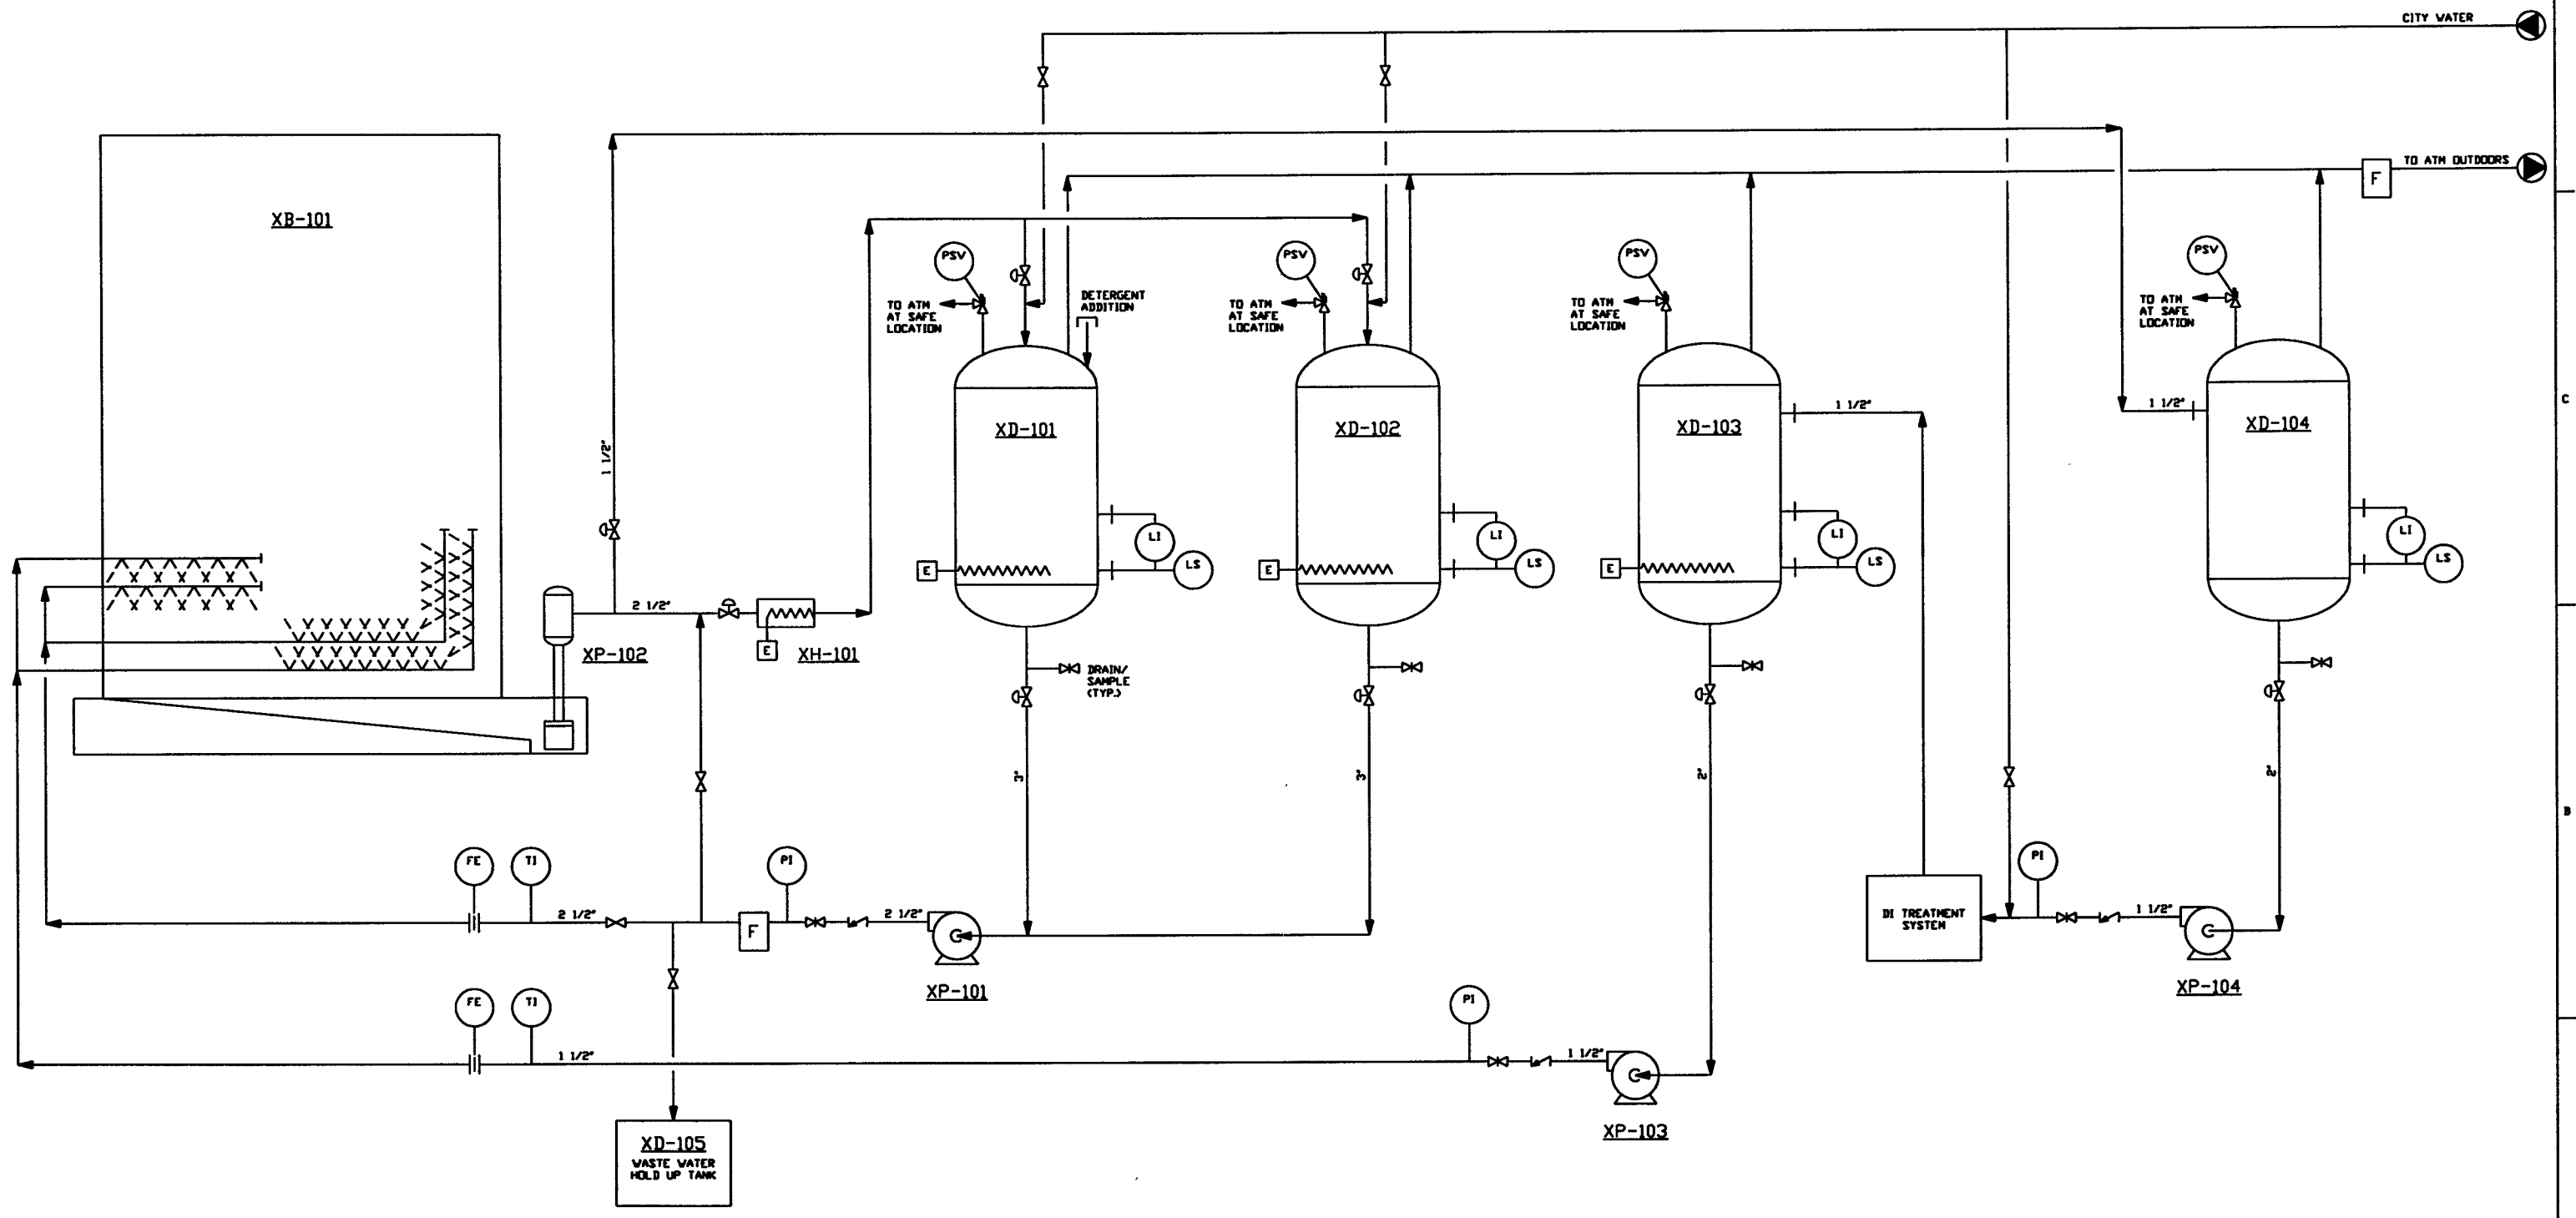 CITY WATER
TO ATM OUTDOORS
F
XB-101
PSV
PSV
PSV
PSV
TO ATM
AT SAFE
LOCATION
DETERGENT
ADDITION
TO ATM
AT SAFE
LOCATION
TO ATM
AT SAFE
LOCATION
TO ATM
AT SAFE
LOCATION
1 1/2"
XD-101
XD-102
XD-103
1 1/2"
1 1/2"
XD-104
C
LI
LS
E
LI
LS
E
LI
LS
E
LI
LS
2 1/2"
XP-102
E
XH-101
DRAIN/
SAMPLE
(TYP.)
3"
3"
2"
2"
B
FE
TI
PI
PI
2 1/2"
F
2 1/2"
C
DI TREATMENT
SYSTEM
1 1/2"
C
XP-101
XP-104
FE
TI
PI
1 1/2"
1 1/2"
C
XP-103
XD-105
WASTE WATER
HOLD UP TANK